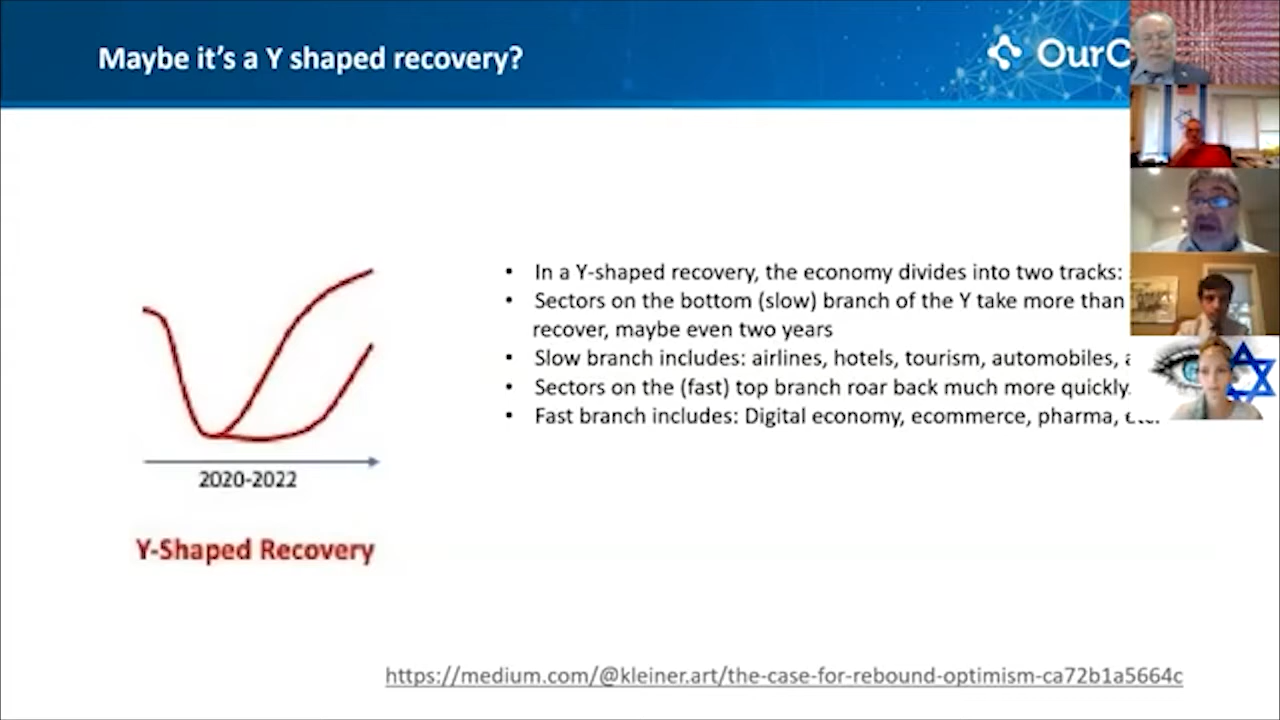 Maybe it's a Y shaped recovery?
OurC
• In a Y-shaped recovery, the economy divides into two tracks:
• Sectors on the bottom (slow) branch of the Y take more than
recover, maybe even two years
• Slow branch includes: airlines, hotels, tourism, automobiles,
• Sectors on the (fast) top branch roar back much more quickly.
• Fast branch includes: Digital economy, ecommerce, pharma,
2020-2022
Y-Shaped Recovery
https://medium.com/@kleiner.art/the-case-for-rebound-optimism-ca72b1a5664c